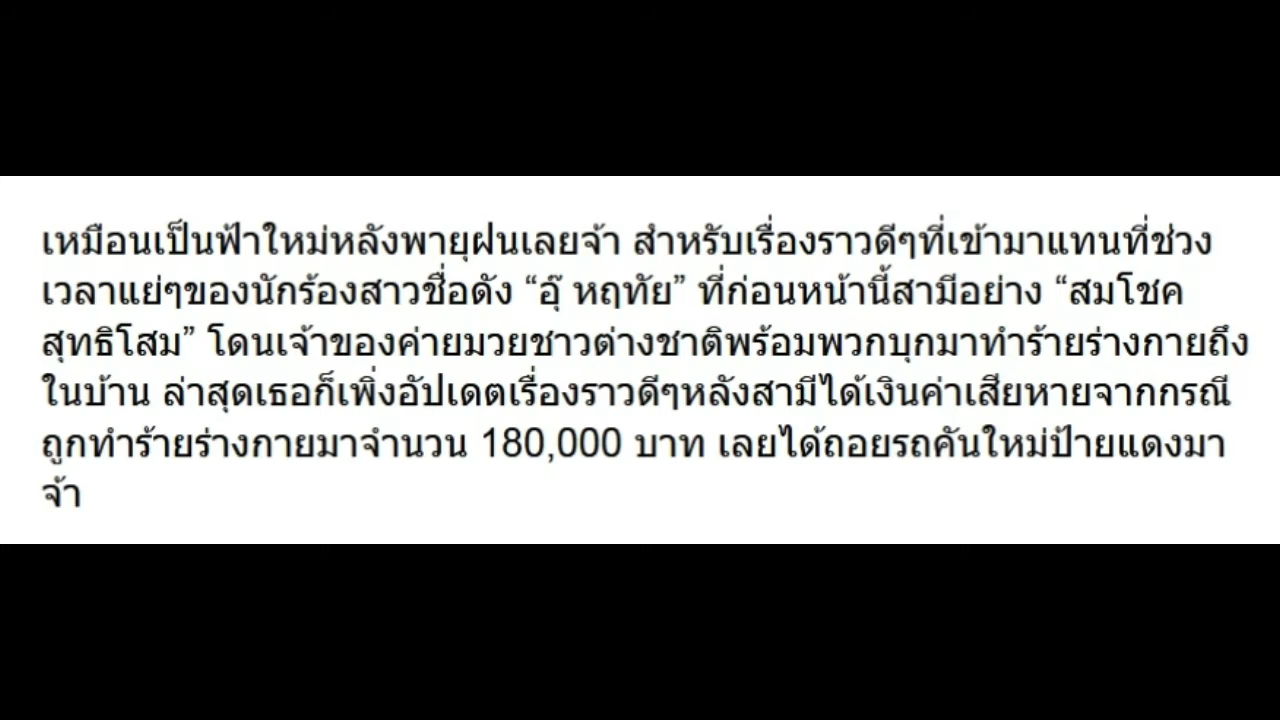 เหมือนเป็นฟ้าใหม่หลังพายุฝนเลยจ้า สำหรับเรื่องราวดีๆที่เข้ามาแทนที่ช่วง
เวลาแย่ๆของนักร้องสาวชื่อดัง “อุ๊ หฤทัย” ที่ก่อนหน้านี้สามีอย่าง “สมโชค
สุทธิโสม” โดนเจ้าของค่ายมวยชาวต่างชาติพร้อมพวกบุกมาทำร้ายร่างกายถึง
ในบ้าน ล่าสุดเธอก็เพิ่งอัปเดตเรื่องราวดีๆหลังสามีได้เงินค่าเสียหายจากกรณี
ถูกทำร้ายร่างกายมาจำนวน 180,000 บาท เลยได้ถอยรถคันใหม่ป้ายแดงมา
จ้า